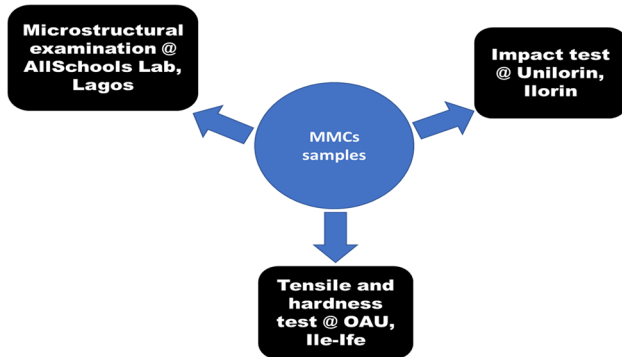 Microstructural
examination @
AllSchools Lab,
Lagos
Impact test
@ Unilorin,
Ilorin
MMCs
samples
Tensile and
hardness
test @ OAU,
Ile-Ife